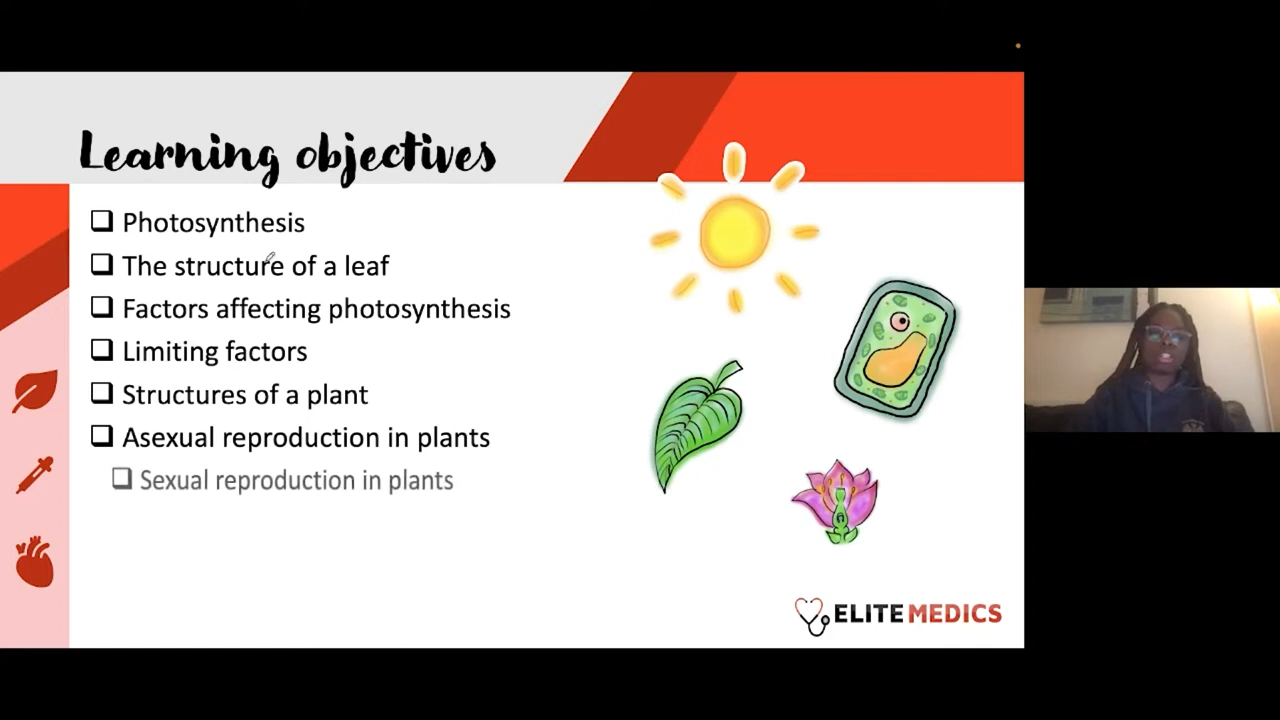 Learning objectives
Photosynthesis
The structure of a leaf
Factors affecting photosynthesis
Limiting factors
Structures of a plant
Asexual reproduction in plants
Sexual reproduction in plants
ELITE MEDICS